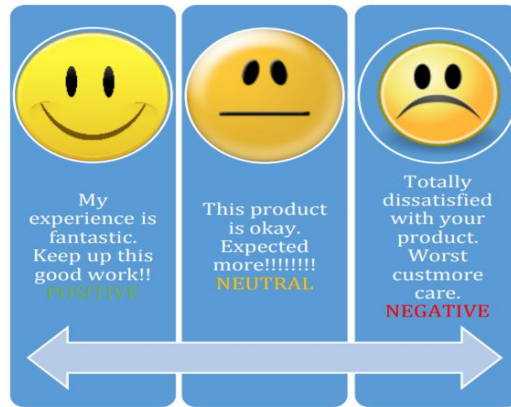 My
experience is
fantastic.
Keep up this
good work!!
POSITIVE
This product
is okay.
Expected
more!!!!!!!!
NEUTRAL
Totally
dissatisfied
with your
product.
Worst
custmore
care.
NEGATIVE